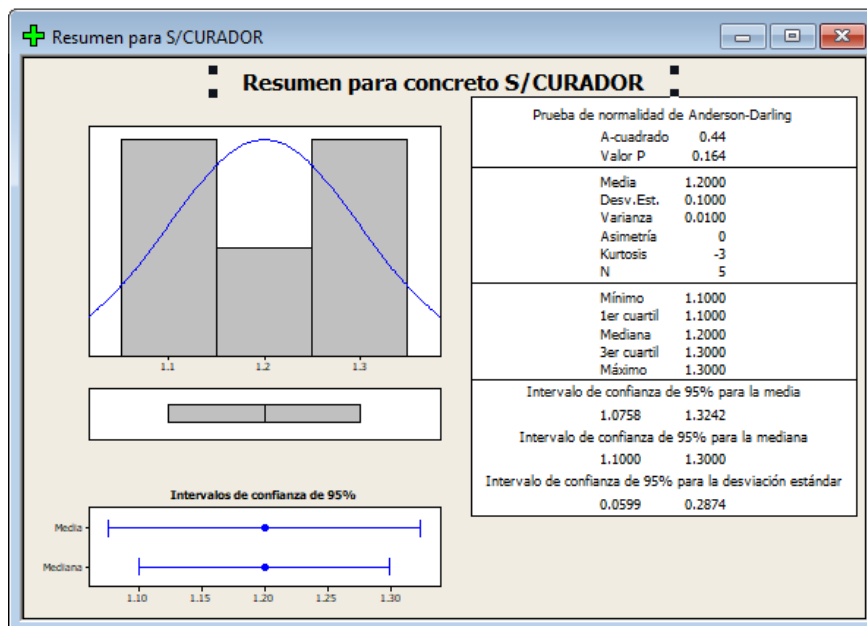 Resumen para S/CURADOR
Resumen para concreto S/CURADOR
1.1 1.2 1.3
Intervalos de confianza de 95%
Media
Mediana
1.10 1.15 1.20 1.25 1.30
Prueba de normalidad de Anderson-Darling
A-cuadrado 0.44
Valor P 0.164
Media 1.2000
Desv.Est. 0.1000
Varianza 0.0100
Asimetría 0
Kurtosis -3
N 5
Mínimo 1.1000
1er cuartil 1.1000
Mediana 1.2000
3er cuartil 1.3000
Máximo 1.3000
Intervalo de confianza de 95% para la media
1.0758 1.3242
Intervalo de confianza de 95% para la mediana
1.1000 1.3000
Intervalo de confianza de 95% para la desviación estándar
0.0599 0.2874